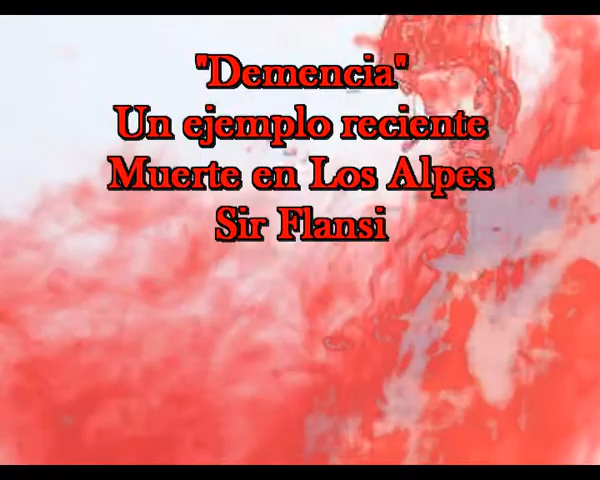 "Demencia"
Un ejemplo reciente
Muerte en Los Alpes
Sir Flansi